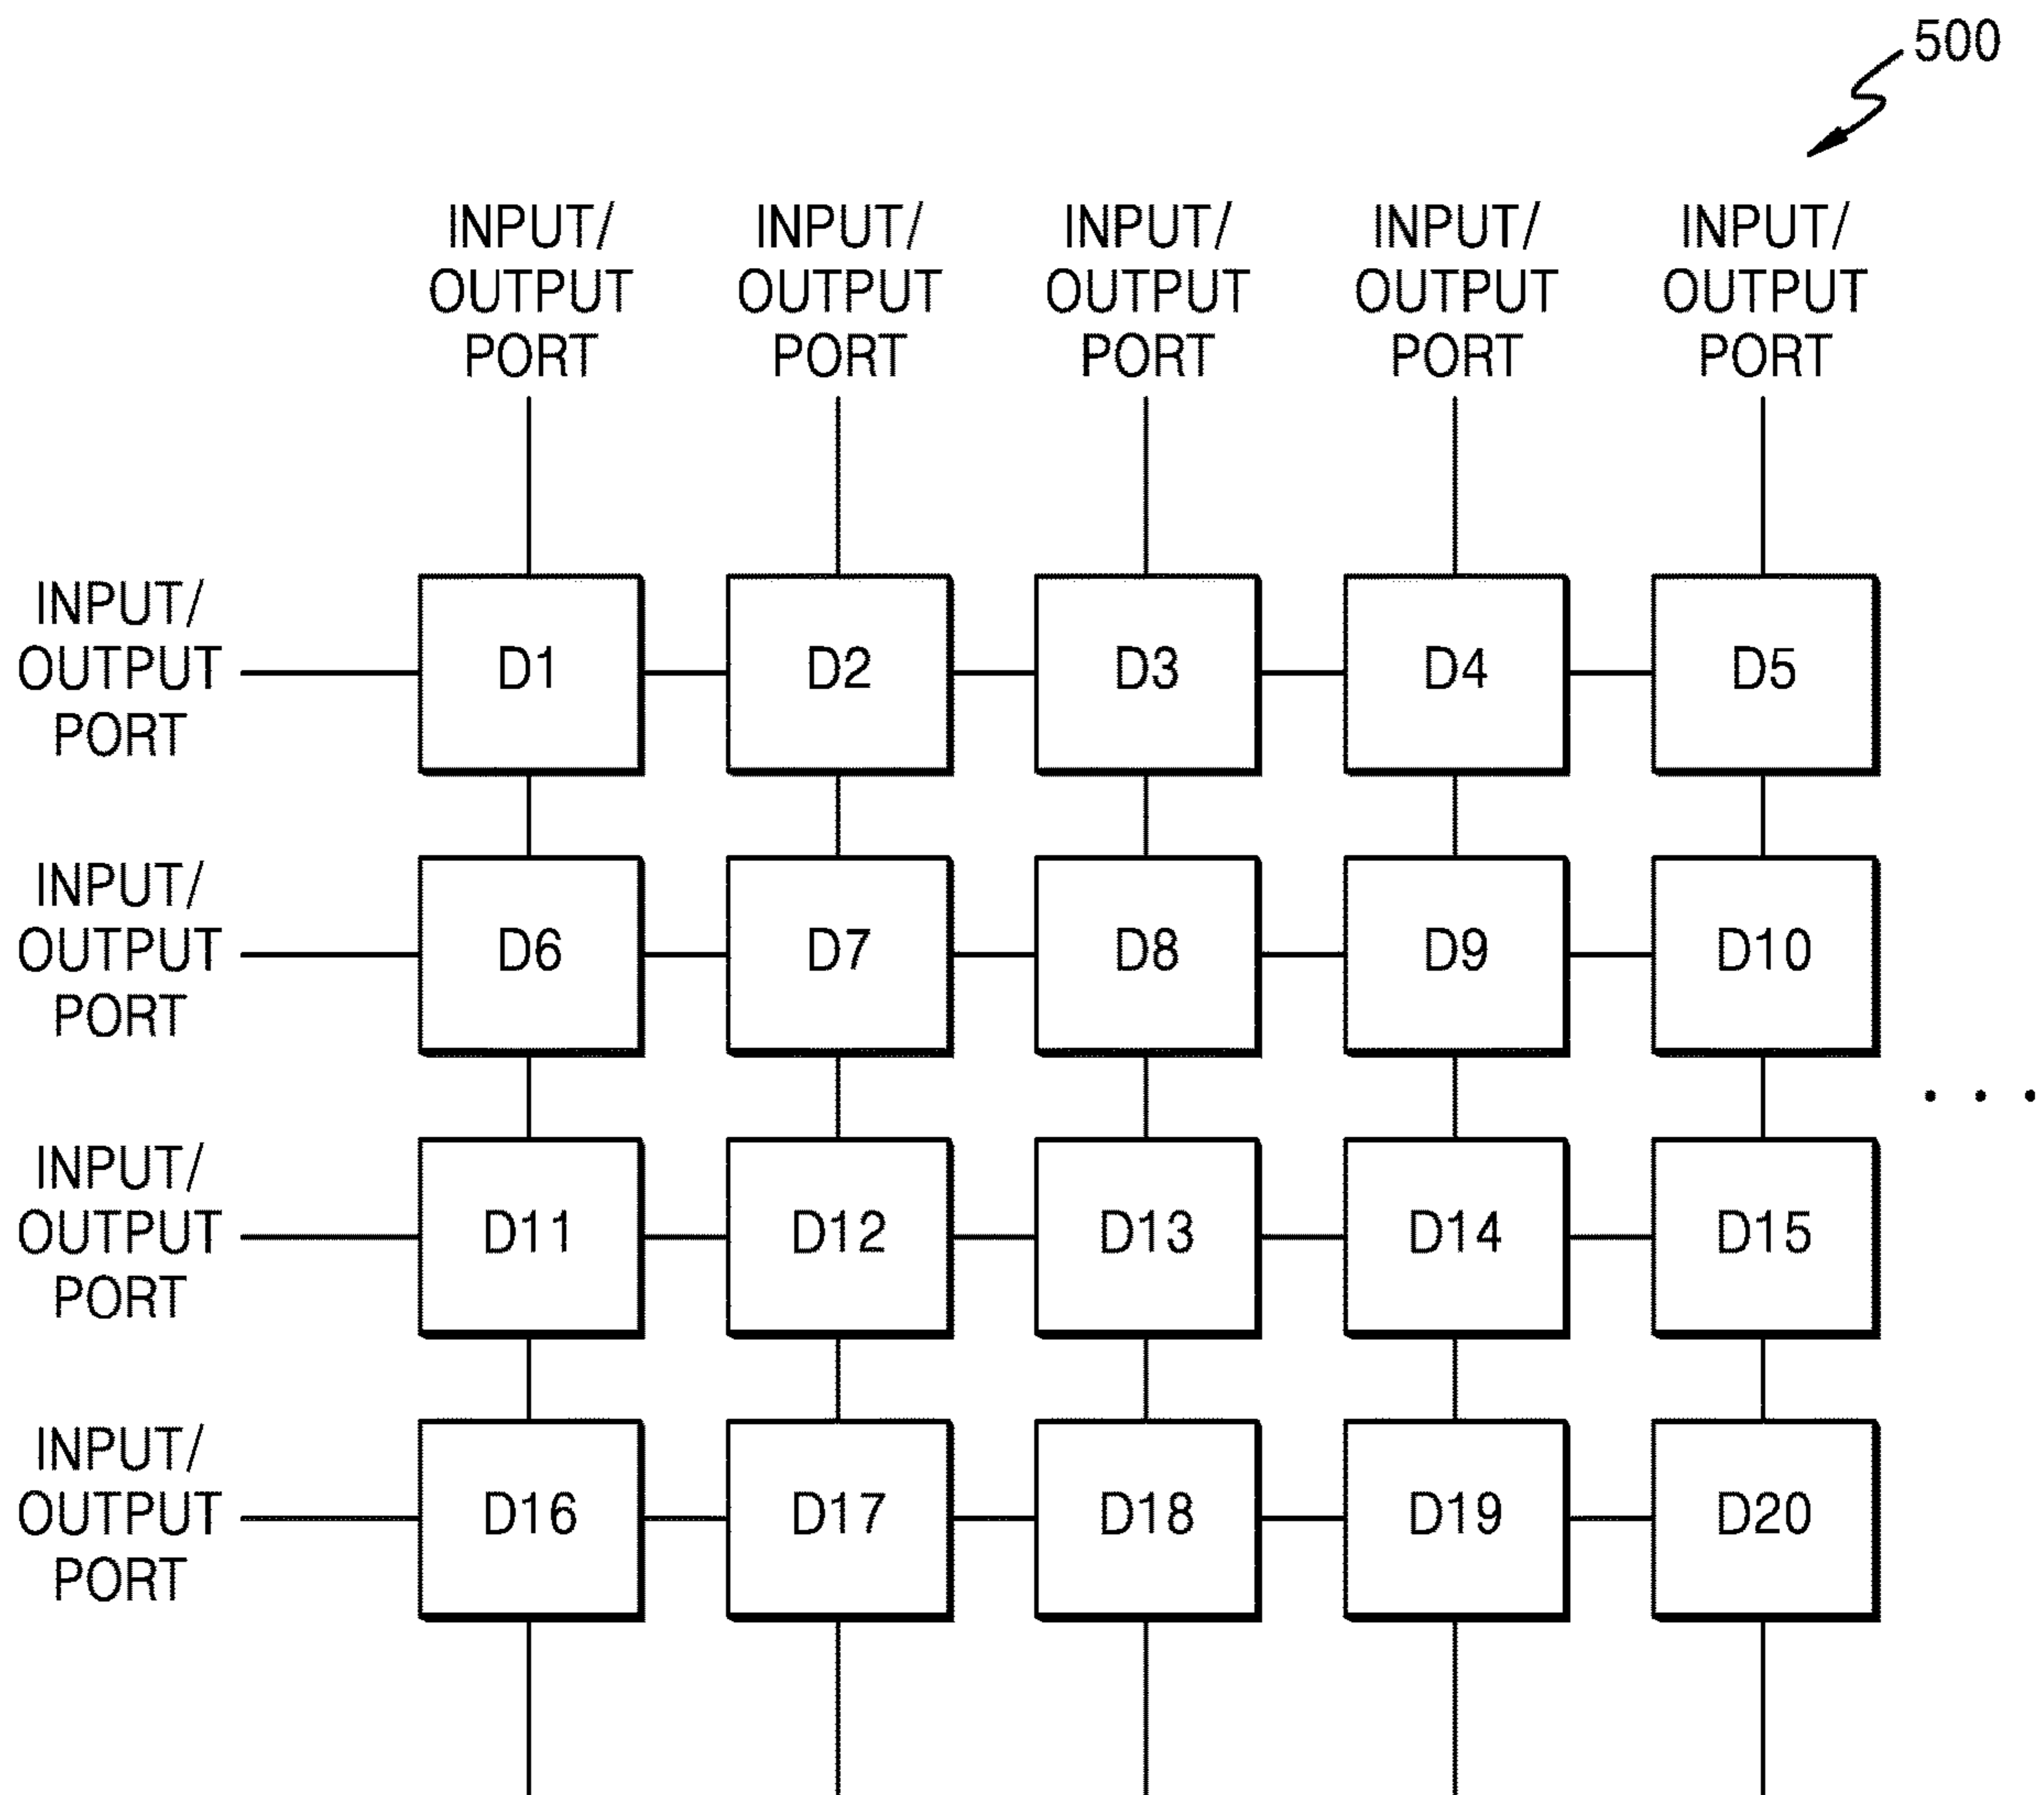 500
INPUT/ INPUT/ INPUT/ INPUT/ INPUT/
OUTPUT OUTPUT OUTPUT OUTPUT OUTPUT
PORT PORT PORT PORT PORT
INPUT/
OUTPUT D1 D2 D3 D4 D5
PORT
INPUT/
OUTPUT D6 D7 D8 D9 D10
PORT
. . .
INPUT/
OUTPUT D11 D12 D13 D14 D15
PORT
INPUT/
OUTPUT D16 D17 D18 D19 D20
PORT